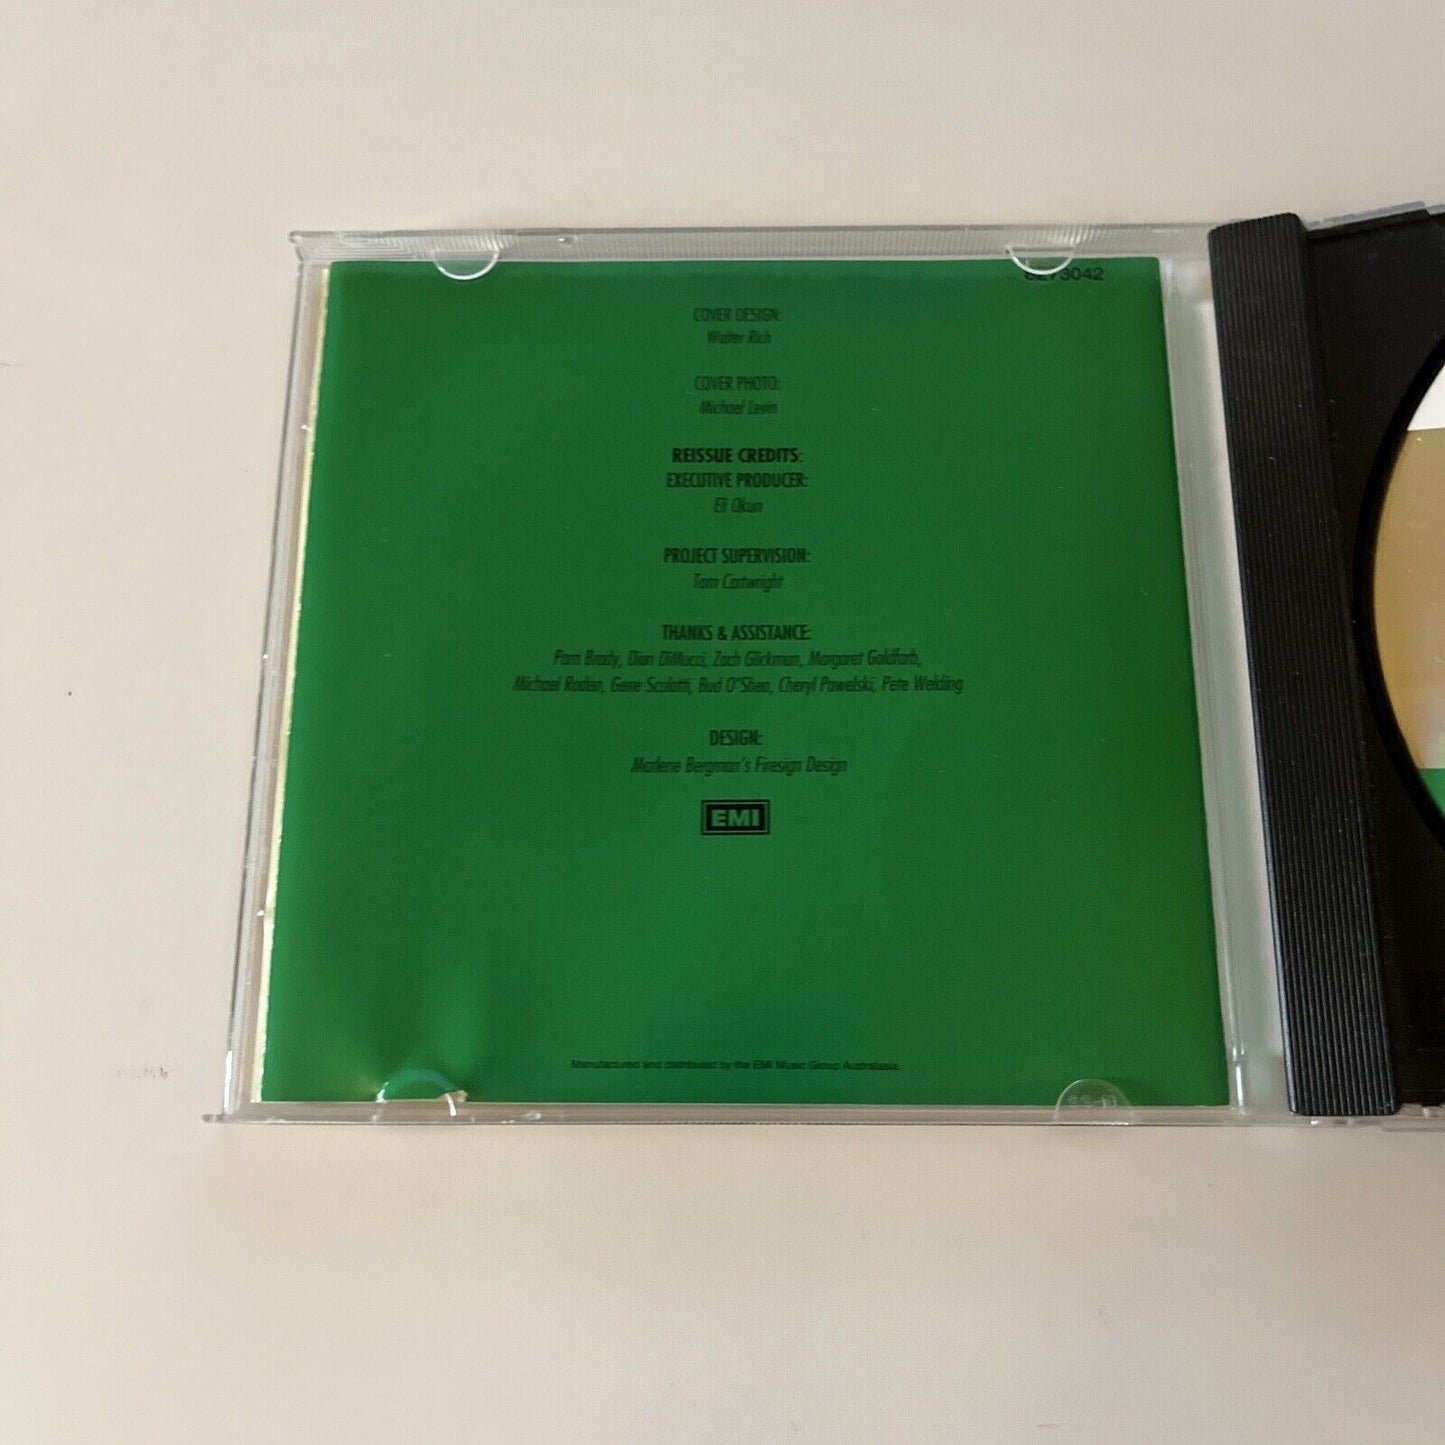 8273042
COVER DESIGN:
Walter Rich
COVER PHOTO:
Michael Levin
REISSUE CREDITS:
EXECUTIVE PRODUCER:
Eli Okun
PROJECT SUPERVISION:
Tom Cartwright
THANKS & ASSISTANCE:
Pam Brady, Dion DiMucci, Zach Glickman, Margaret Goldfarb,
Michael Roden, Gene Sculatti, Bud O'Shea, Cheryl Pawelski, Pete Welding
DESIGN:
Marlene Bergman's Firesign Design
EMI
Manufactured and distributed by the EMI Music Group Australasia.